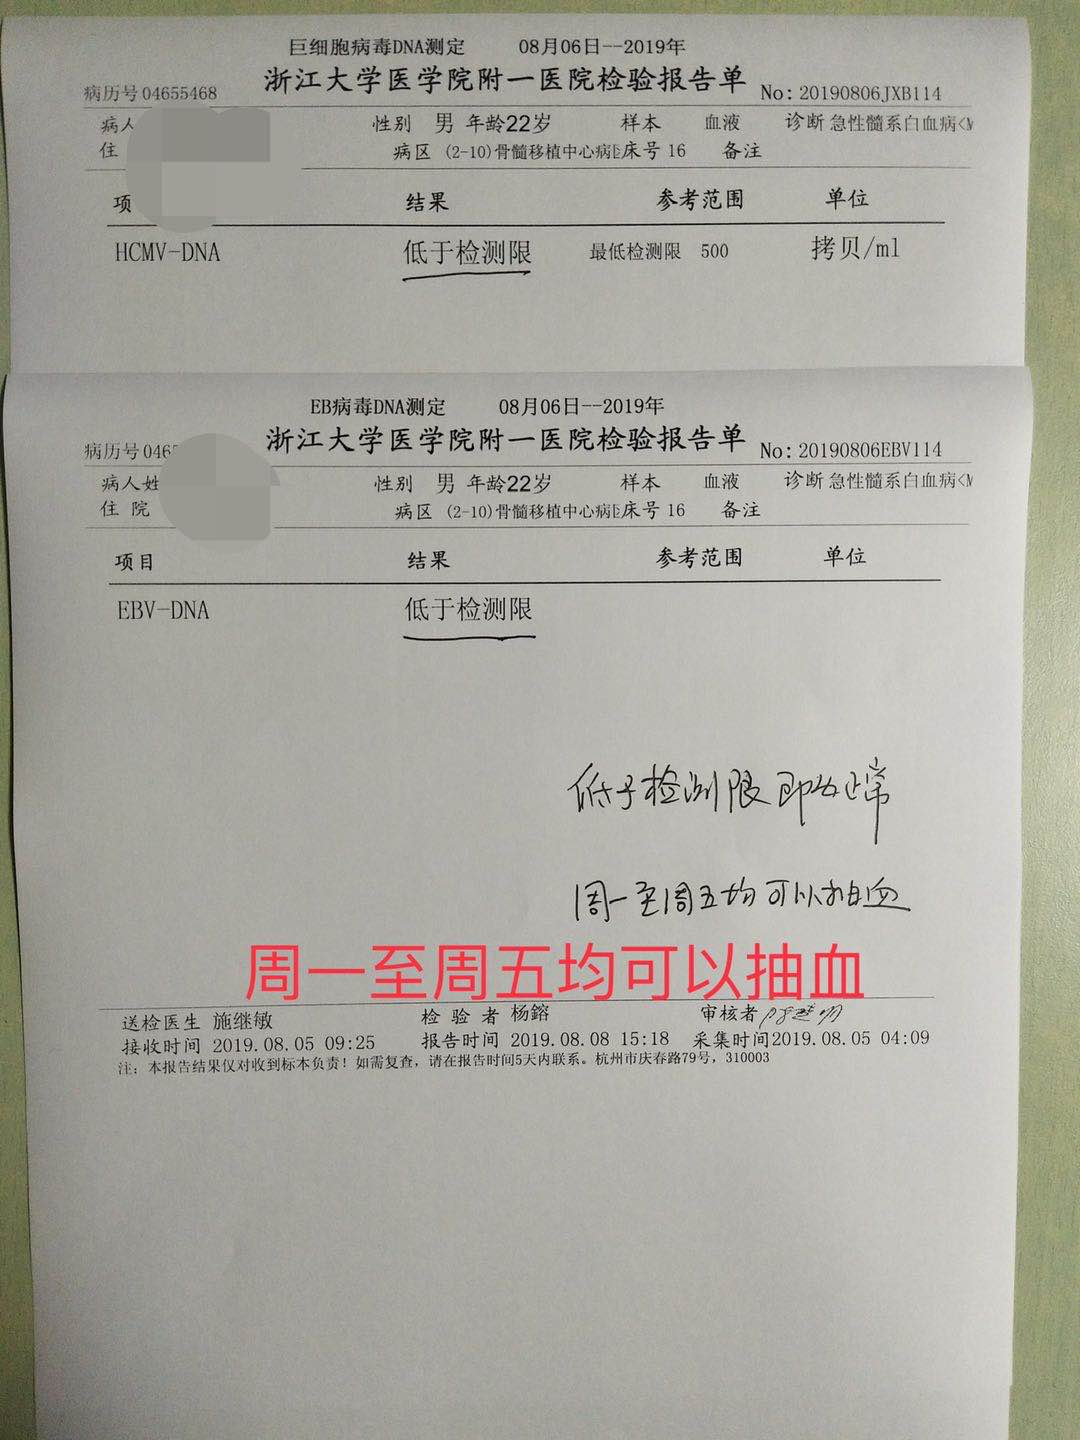 巨细胞病毒DNA测定 08月06日--2019年
浙江大学医学院附一医院检验报告单
病历号 04655468 No: 20190806JXB114
病人 性别 男 年龄22岁 样本 血液 诊断 急性髓系白血病<M
住 病区 (2-10)骨髓移植中心病 床号 16 备注
项 结果 参考范围 单位
HCMV-DNA 低于检测限 最低检测限 500 拷贝/ml
EB病毒DNA测定 08月06日--2019年
浙江大学医学院附一医院检验报告单
病历号 046 No: 20190806EBV114
病人姓 性别 男 年龄22岁 样本 血液 诊断 急性髓系白血病<M
住 院 病区 (2-10)骨髓移植中心病 床号 16 备注
项目 结果 参考范围 单位
EBV-DNA 低于检测限
低于检测限即为正常
周一至周五均可以抽血
周一至周五均可以抽血
送检医生 施继敏 检 验 者 杨鎔 审核者
接收时间 2019.08.05 09:25 报告时间 2019.08.08 15:18 采集时间2019.08.05 04:09
注: 本报告结果仅对收到标本负责! 如需复查, 请在报告时间5天内联系。杭州市庆春路79号, 310003